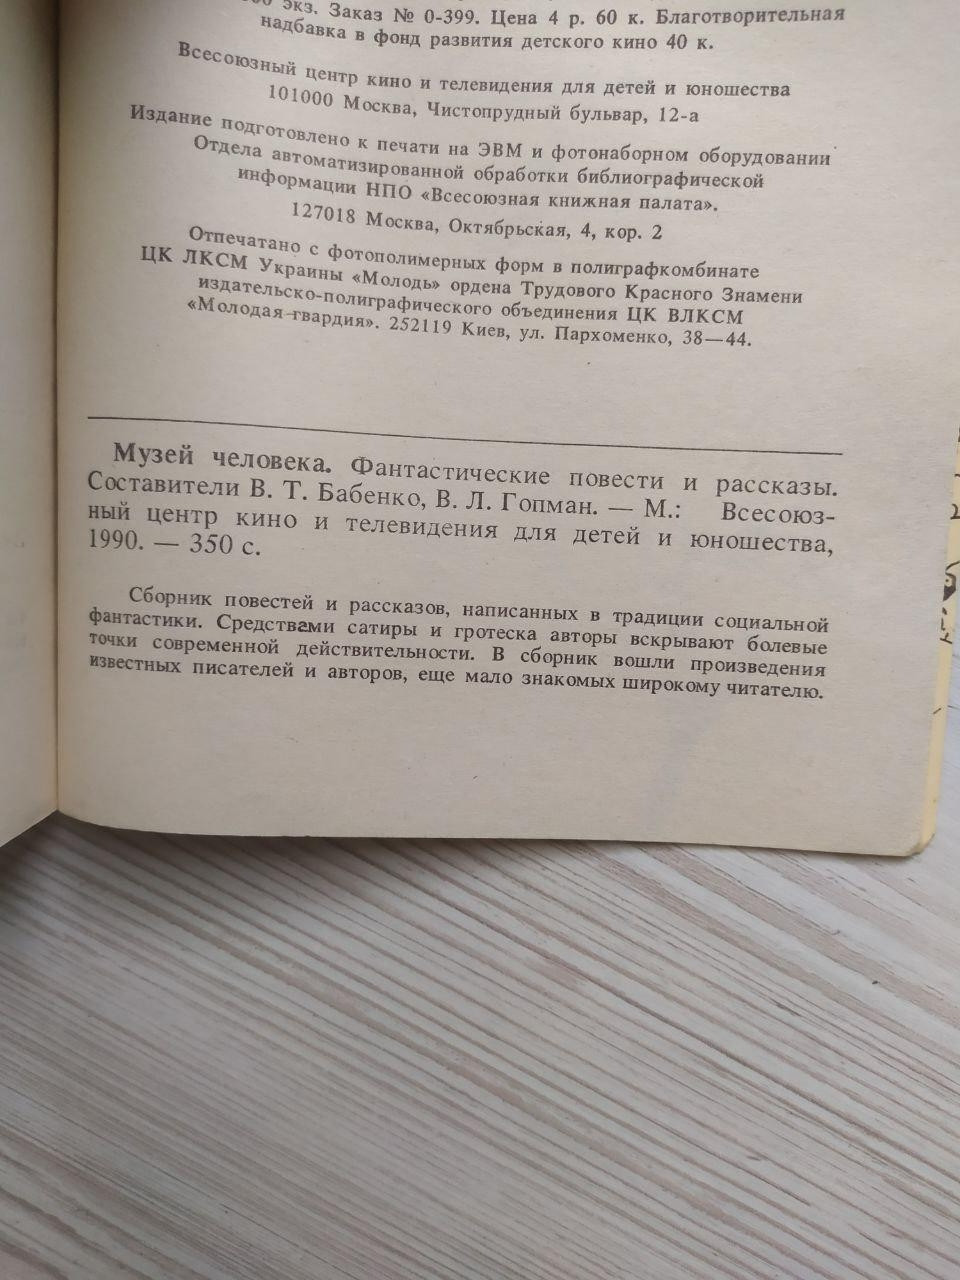 экз. Заказ № 0-399. Цена 4 р. 60 к. Благотворительная
надбавка в фонд развития детского кино 40 к.
Всесоюзный центр кино и телевидения для детей и юношества
101000 Москва, Чистопрудный бульвар, 12-а
Издание подготовлено к печати на ЭВМ и фотонаборном оборудовании
Отдела автоматизированной обработки библиографической
информации НПО «Всесоюзная книжная палата».
127018 Москва, Октябрьская, 4, кор. 2
Отпечатано с фотополимерных форм в полиграфкомбинате
ЦК ЛКСМ Украины «Молодь» ордена Трудового Красного Знамени
издательско-полиграфического объединения ЦК ВЛКСМ
«Молодая гвардия». 252119 Киев, ул. Пархоменко, 38—44.
Музей человека. Фантастические повести и рассказы.
Составители В. Т. Бабенко, В. Л. Гопман. — М.: Всесоюз-
ный центр кино и телевидения для детей и юношества,
1990. — 350 с.
Сборник повестей и рассказов, написанных в традиции социальной
фантастики. Средствами сатиры и гротеска авторы вскрывают болевые
точки современной действительности. В сборник вошли произведения
известных писателей и авторов, еще мало знакомых широкому читателю.